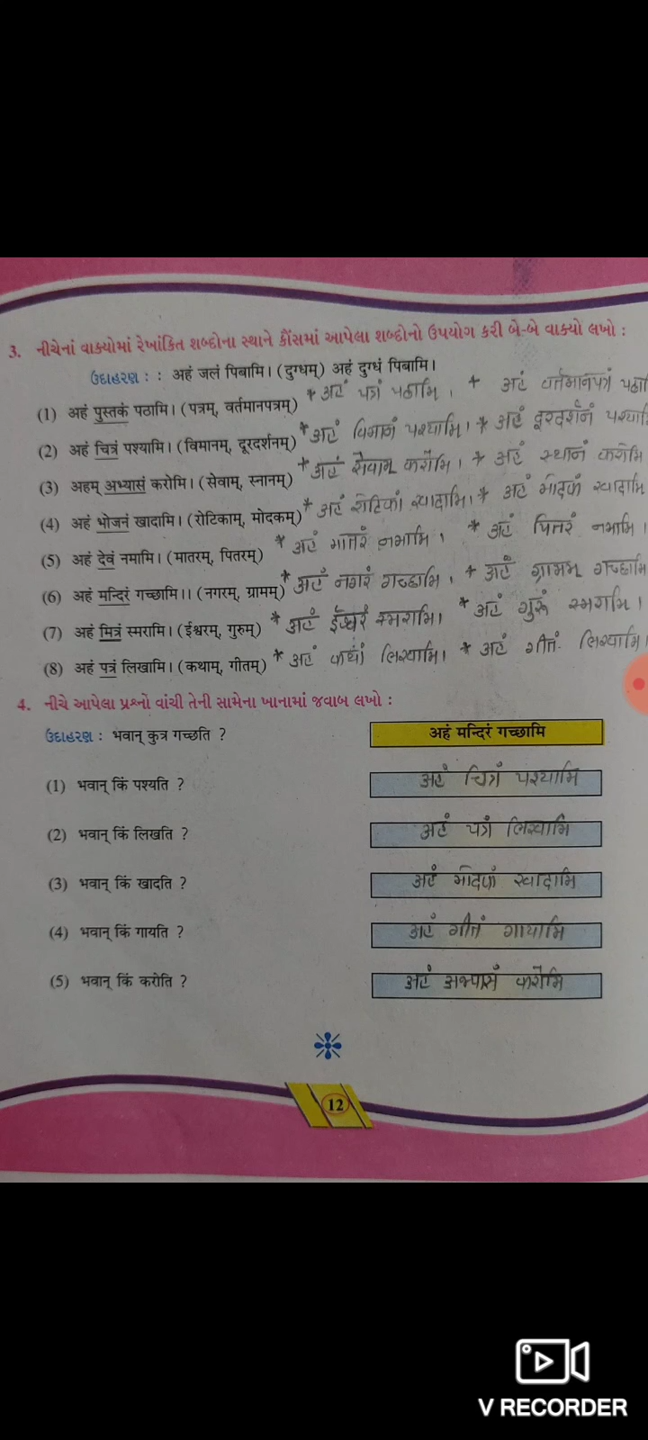 3. નીચેનાં વાક્યોમાં રેખાંકિત શબ્દોના સ્થાને કૌંસમાં આપેલા શબ્દોનો ઉપયોગ કરી બે-બે વાક્યો લખો :
ઉદાહરણ : : अहं जलं पिबामि। (दुग्धम्) अहं दुग्धं पिबामि।
(1) अहं पुस्तकं पठामि। (पत्रम्, वर्तमानपत्रम्) * अहं पत्रं पठामि । * अहं वर्तमानपत्रं पठा
(2) अहं चित्रं पश्यामि। (विमानम्, दूरदर्शनम्) * अहं विमानं पश्यामि। * अहं दूरदर्शनं पश्यामि
(3) अहम् अभ्यासं करोमि। (सेवाम्, स्नानम्) * अहं सेवाम् करोमि । * अहं स्थानं करोमि
(4) अहं भोजनं खादामि। (रोटिकाम्, मोदकम्) * अहं रोटिकां खादामि। * अहं मोदकं खादामि
(5) अहं देवं नमामि। (मातरम्, पितरम्) * अहं मातरं नमामि । * अहं पितरं नमामि ।
(6) अहं मन्दिरं गच्छामि।। (नगरम्, ग्रामम्) * अहं नगरं गच्छामि । * अहं ग्रामम् गच्छामि
(7) अहं मित्रं स्मरामि। (ईश्वरम्, गुरुम्) * अहं ईश्वरं स्मरामि। * अहं गुरुं स्मरामि ।
(8) अहं पत्रं लिखामि। (कथाम्, गीतम्) * अहं कथां लिखामि। * अहं गीतं लिखामि।
4. નીચે આપેલા પ્રશ્નો વાંચી તેની સામેના ખાનામાં જવાબ લખો :
ઉદાહરણ : भवान् कुत्र गच्छति ? अहं मन्दिरं गच्छामि
(1) भवान् किं पश्यति ? अहं चित्रं पश्यामि
(2) भवान् किं लिखति ? अहं पत्रं लिखामि
(3) भवान् किं खादति ? अहं मोदकं खादामि
(4) भवान् किं गायति ? अहं गीतं गायामि
(5) भवान् किं करोति ? अहं अभ्यासं करोमि
12
V RECORDER